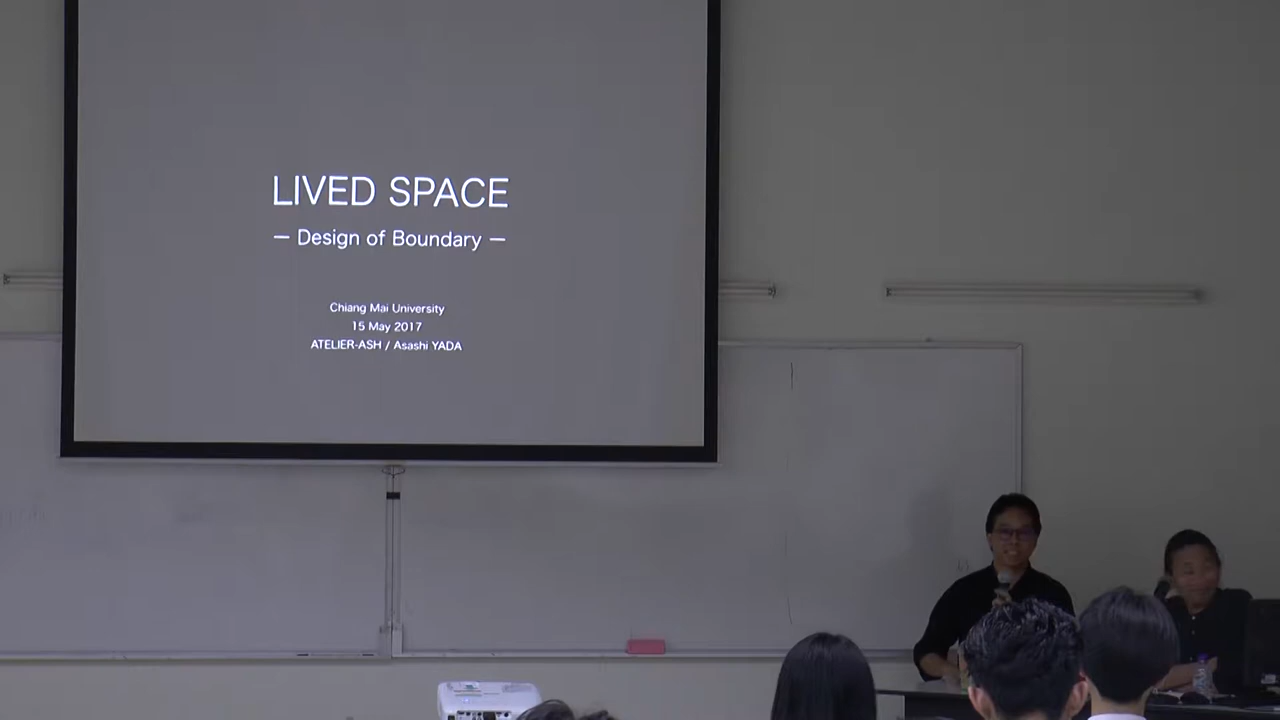 LIVED SPACE
— Design of Boundary —
Chiang Mai University
15 May 2017
ATELIER-ASH / Asashi YADA